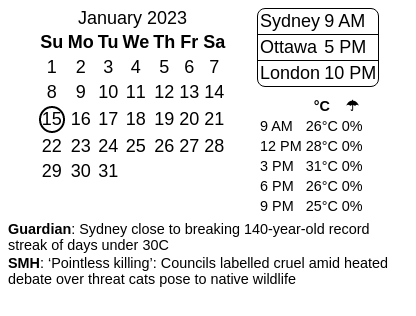 January 2023
Su Mo Tu We Th Fr Sa
1 2 3 4 5 6 7
8 9 10 11 12 13 14
15 16 17 18 19 20 21
22 23 24 25 26 27 28
29 30 31
Sydney 9 AM
Ottawa 5 PM
London 10 PM
°C ☂
9 AM 26°C 0%
12 PM 28°C 0%
3 PM 31°C 0%
6 PM 26°C 0%
9 PM 25°C 0%
Guardian: Sydney close to breaking 140-year-old record
streak of days under 30C
SMH: ‘Pointless killing’: Councils labelled cruel amid heated
debate over threat cats pose to native wildlife